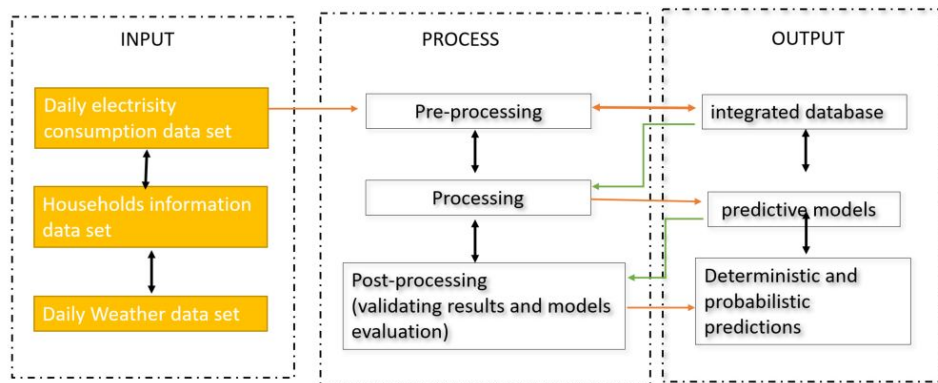 INPUT
Daily electrisity
consumption data set
Households information
data set
Daily Weather data set
PROCESS
Pre-processing
Processing
Post-processing
(validating results and models
evaluation)
OUTPUT
integrated database
predictive models
Deterministic and
probabilistic
predictions